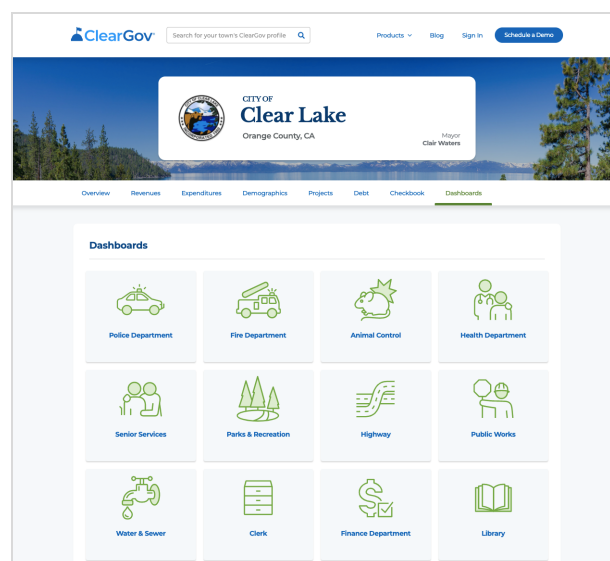 ClearGov
Search for your town's ClearGov profile
Products
Blog
Sign In
Schedule a Demo
CITY OF
Clear Lake
Orange County, CA
Mayor
Clair Waters
Overview
Revenues
Expenditures
Demographics
Projects
Debt
Checkbook
Dashboards
Dashboards
Police Department
Fire Department
Animal Control
Health Department
Senior Services
Parks & Recreation
Highway
Public Works
Water & Sewer
Clerk
Finance Department
Library